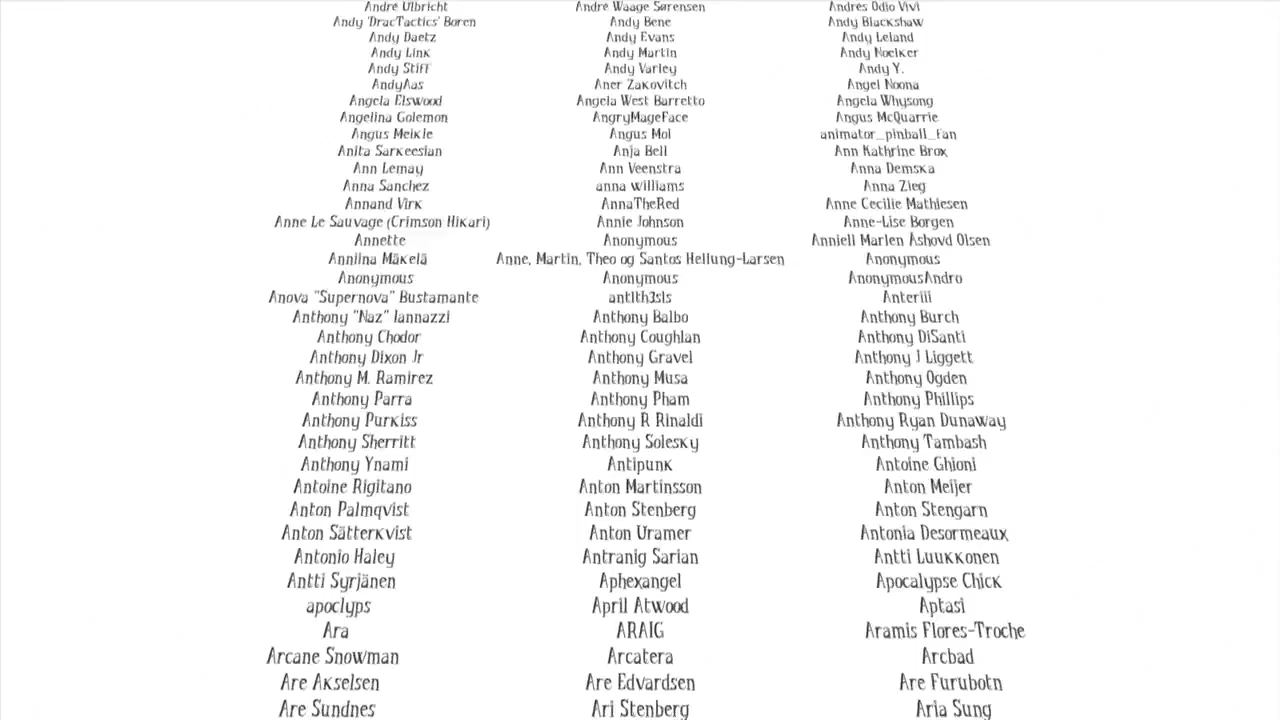 André Ulbricht André Waage Sørensen Andres Odio Vivi
Andy 'DracTactics' Boren Andy Bene Andy Blackshaw
Andy Daetz Andy Evans Andy Leland
Andy Link Andy Martin Andy Noelker
Andy Stiff Andy Varley Andy Y.
AndyAas Aner Zakovitch Angel Noona
Angela Elswood Angela West Barretto Angela Whysong
Angelina Golemon AngryMageFace Angus McQuarrie
Angus Meikle Angus Mol animator_pinball_fan
Anita Sarkeesian Anja Bell Ann Kathrine Brox
Ann Lemay Ann Veenstra Anna Demska
Anna Sanchez anna williams Anna Zieg
Annand Virk AnnaTheRed Anne Cecilie Mathiesen
Anne Le Sauvage (Crimson Hikari) Annie Johnson Anne-Lise Borgen
Annette Anonymous Anniell Marlen Åshovd Olsen
Anniina Mäkelä Anne, Martin, Theo og Santos Hellung-Larsen Anonymous
Anonymous Anonymous AnonymousAndro
Anova "Supernova" Bustamante antith3sis Anteriii
Anthony "Naz" Iannazzi Anthony Balbo Anthony Burch
Anthony Chodor Anthony Coughlan Anthony DiSanti
Anthony Dixon Jr Anthony Gravel Anthony J Liggett
Anthony M. Ramirez Anthony Musa Anthony Ogden
Anthony Parra Anthony Pham Anthony Phillips
Anthony Purkiss Anthony R Rinaldi Anthony Ryan Dunaway
Anthony Sherritt Anthony Solesky Anthony Tambash
Anthony Ynami Antipunk Antoine Ghioni
Antoine Rigitano Anton Martinsson Anton Meijer
Anton Palmqvist Anton Stenberg Anton Stengarn
Anton Sätterkvist Anton Uramer Antonia Desormeaux
Antonio Haley Antranig Sarian Antti Luukkonen
Antti Syrjänen Aphexangel Apocalypse Chick
apoclyps April Atwood Aptasi
Ara ARAIG Aramis Flores-Troche
Arcane Snowman Arcatera Arcbad
Are Akselsen Are Edvardsen Are Furubotn
Are Sundnes Ari Stenberg Aria Sung